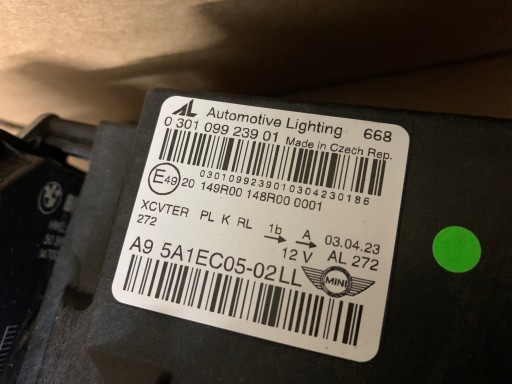 AL Automotive Lighting 668
0 301 099 239 01 Made in Czech Rep.
0301099239010304230186
E49 20 149R00 148R00 0001
XCVTER PL K RL 1b A 03.04.23
272 12 V AL 272
A9 5A1EC05-02LL MINI